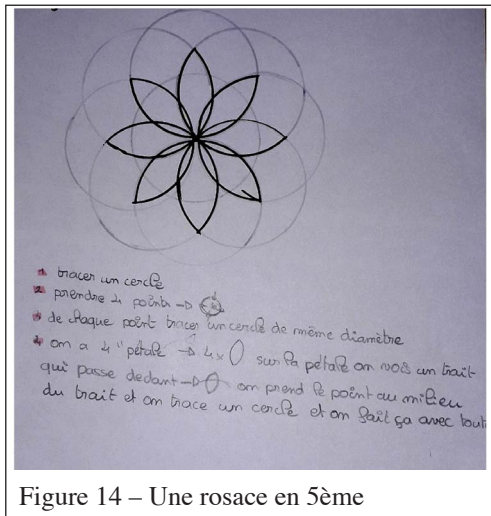 1 tracer un cercle
2 prendre 4 points →
3 de chaque point tracer un cercle de même diamètre
4 on a 4 "pétale → 4x sur la pétale on vois un trait
qui passe dedant → on prend le point au milieu
du trait et on trace un cercle et on fait ça avec tout
Figure 14 – Une rosace en 5ème